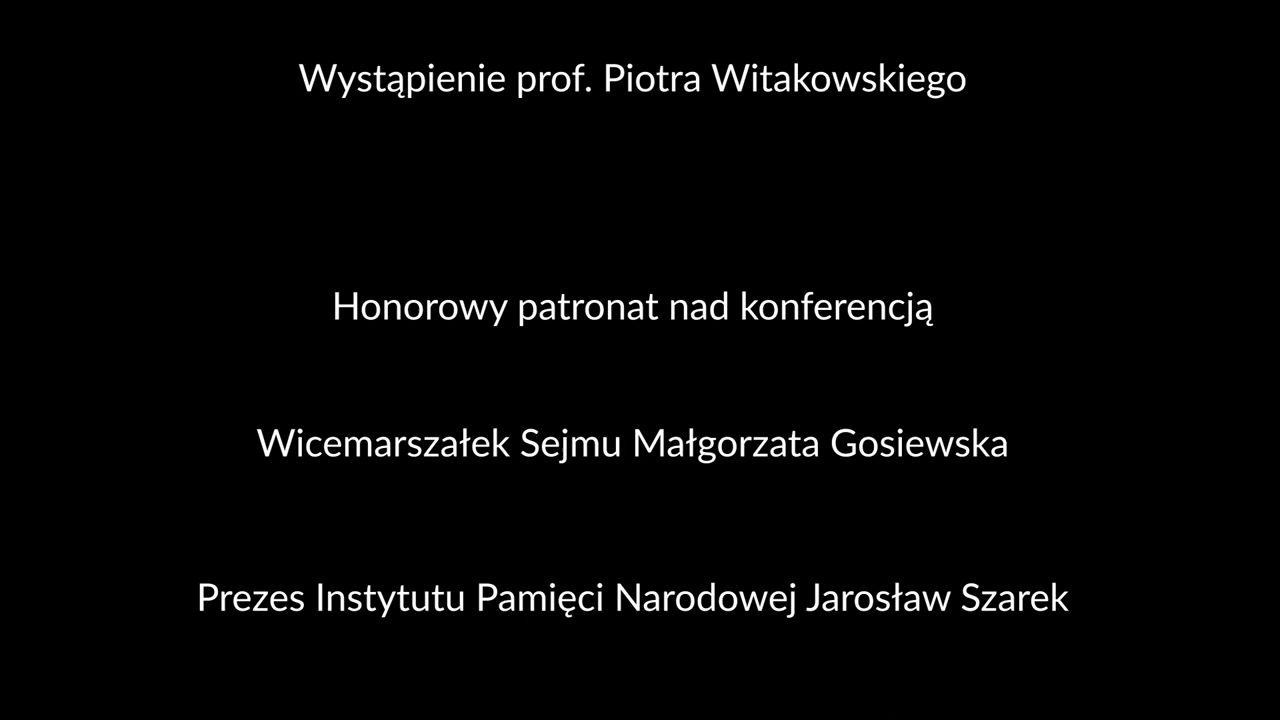 Wystąpienie prof. Piotra Witakowskiego
Honorowy patronat nad konferencją
Wicemarszałek Sejmu Małgorzata Gosiewska
Prezes Instytutu Pamięci Narodowej Jarosław Szarek